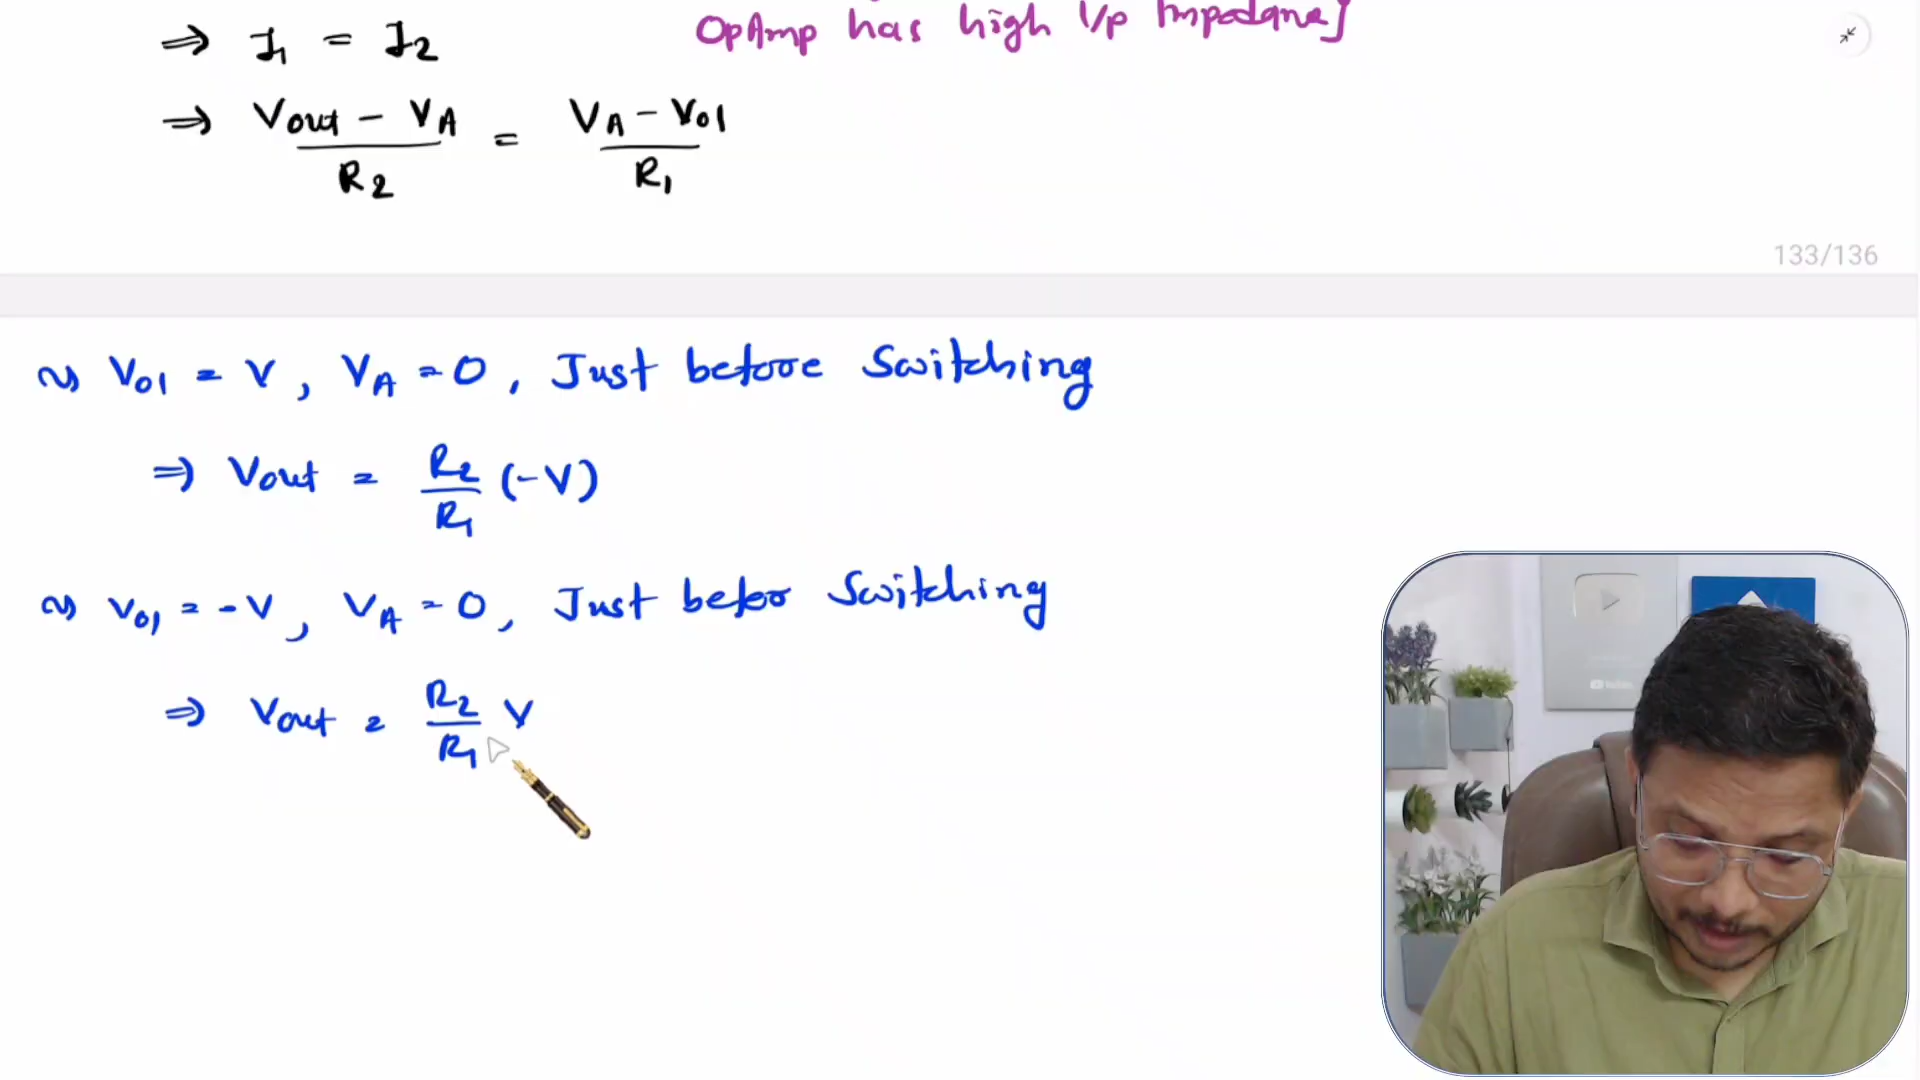 ⇒ I1 = I2
OpAmp has high i/p Impedane]
⇒ (Vout - VA)/R2 = (VA - Vo1)/R1
133/136
~ Vo1 = V, VA = 0, Just before Switching
⇒ Vout = R2/R1 (-V)
~ Vo1 = -V, VA = 0, Just befor Switching
⇒ Vout = R2/R1 V